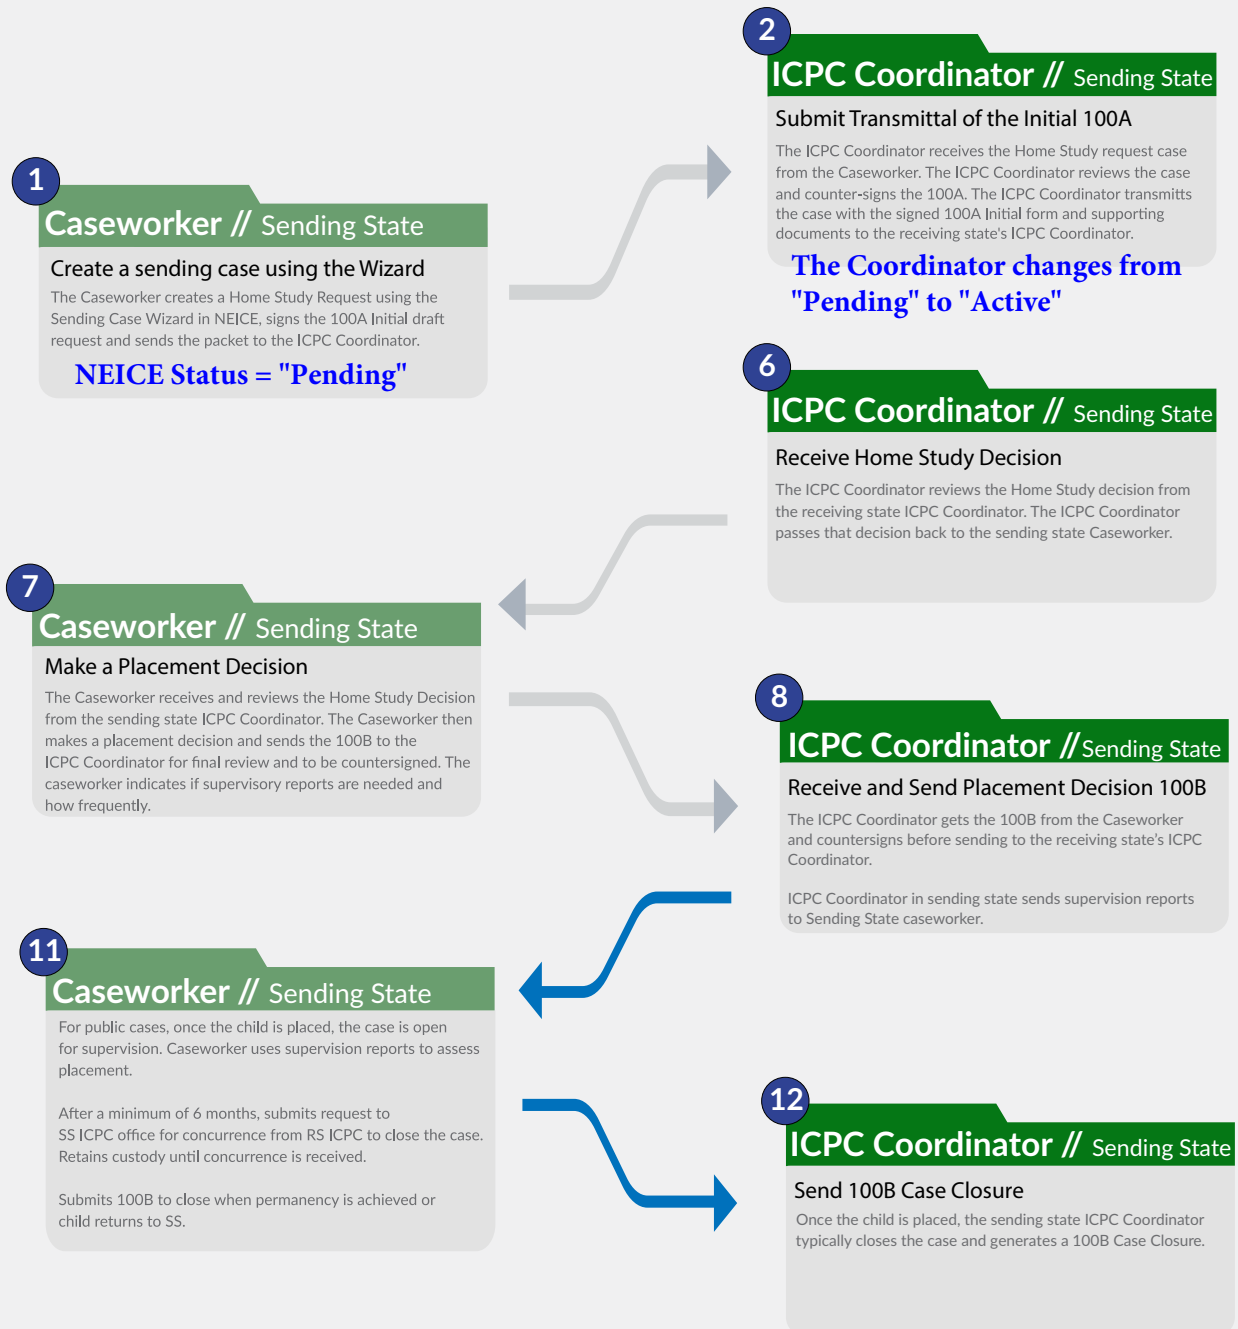 1
Caseworker // Sending State
Create a sending case using the Wizard
The Caseworker creates a Home Study Request using the
Sending Case Wizard in NEICE, signs the 100A Initial draft
request and sends the packet to the ICPC Coordinator.
NEICE Status = "Pending"
2
ICPC Coordinator // Sending State
Submit Transmittal of the Initial 100A
The ICPC Coordinator receives the Home Study request case
from the Caseworker. The ICPC Coordinator reviews the case
and counter-signs the 100A. The ICPC Coordinator transmitts
the case with the signed 100A Initial form and supporting
documents to the receiving state's ICPC Coordinator.
The Coordinator changes from
"Pending" to "Active"
6
ICPC Coordinator // Sending State
Receive Home Study Decision
The ICPC Coordinator reviews the Home Study decision from
the receiving state ICPC Coordinator. The ICPC Coordinator
passes that decision back to the sending state Caseworker.
7
Caseworker // Sending State
Make a Placement Decision
The Caseworker receives and reviews the Home Study Decision
from the sending state ICPC Coordinator. The Caseworker then
makes a placement decision and sends the 100B to the
ICPC Coordinator for final review and to be countersigned. The
caseworker indicates if supervisory reports are needed and
how frequently.
8
ICPC Coordinator //Sending State
Receive and Send Placement Decision 100B
The ICPC Coordinator gets the 100B from the Caseworker
and countersigns before sending to the receiving state’s ICPC
Coordinator.
ICPC Coordinator in sending state sends supervision reports
to Sending State caseworker.
11
Caseworker // Sending State
For public cases, once the child is placed, the case is open
for supervision. Caseworker uses supervision reports to assess
placement.
After a minimum of 6 months, submits request to
SS ICPC office for concurrence from RS ICPC to close the case.
Retains custody until concurrence is received.
Submits 100B to close when permanency is achieved or
child returns to SS.
12
ICPC Coordinator // Sending State
Send 100B Case Closure
Once the child is placed, the sending state ICPC Coordinator
typically closes the case and generates a 100B Case Closure.